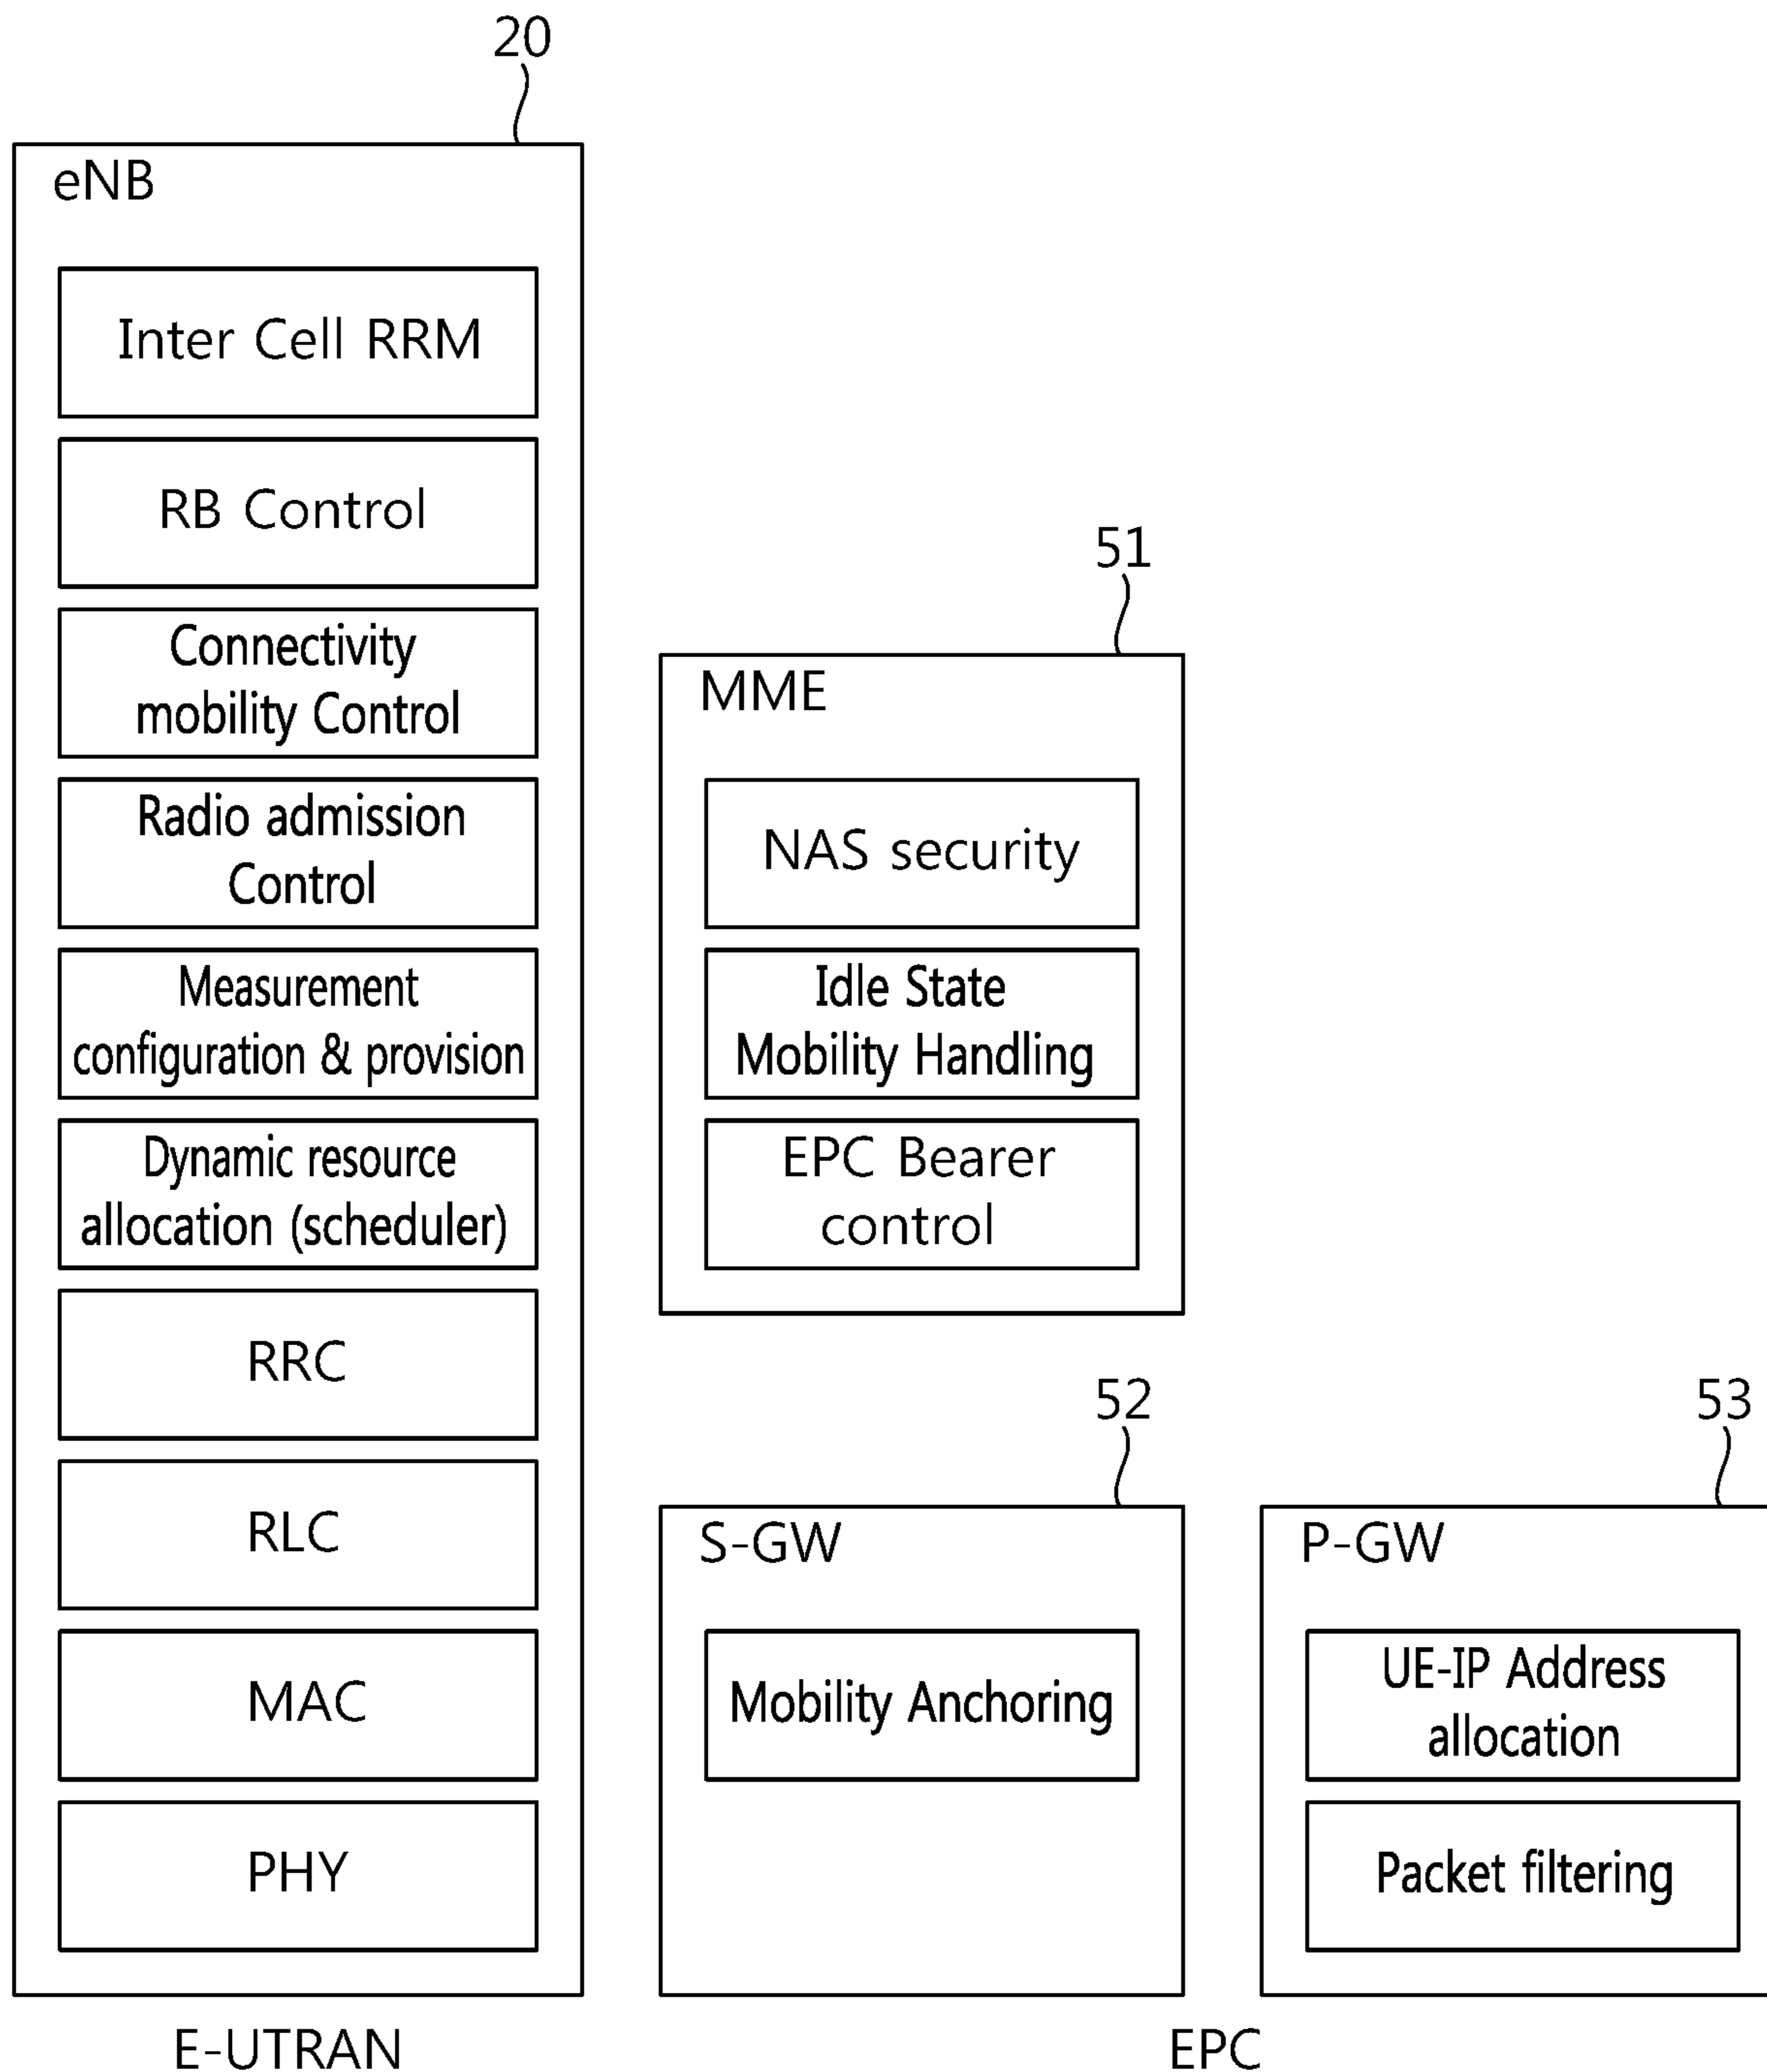 20
eNB
Inter Cell RRM
RB Control
Connectivity
mobility Control
Radio admission
Control
Measurement
configuration & provision
Dynamic resource
allocation (scheduler)
RRC
RLC
MAC
PHY
E-UTRAN
51
MME
NAS security
Idle State
Mobility Handling
EPC Bearer
control
52
S-GW
Mobility Anchoring
53
P-GW
UE-IP Address
allocation
Packet filtering
EPC